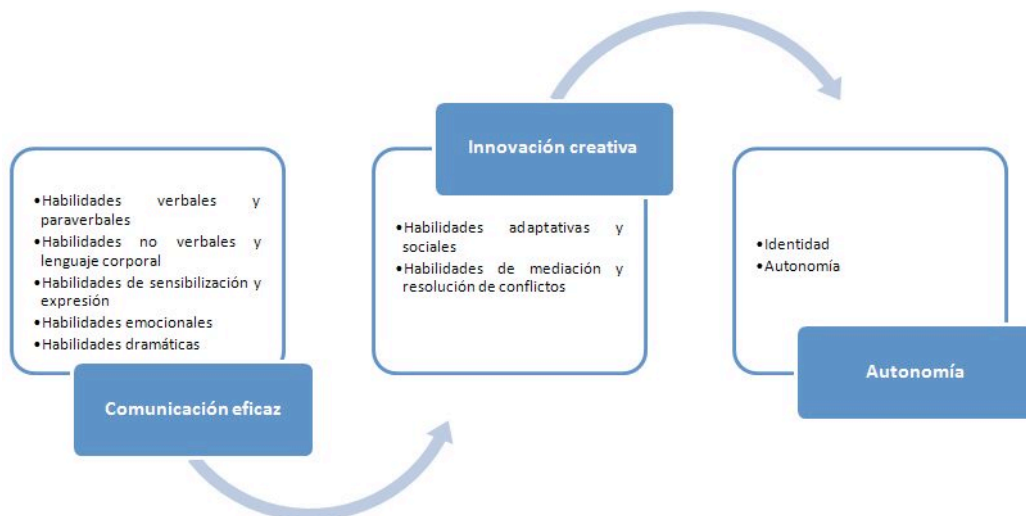 •Habilidades verbales y
paraverbales
•Habilidades no verbales y
lenguaje corporal
•Habilidades de sensibilización y
expresión
•Habilidades emocionales
•Habilidades dramáticas
Comunicación eficaz
Innovación creativa
•Habilidades adaptativas y
sociales
•Habilidades de mediación y
resolución de conflictos
•Identidad
•Autonomía
Autonomía